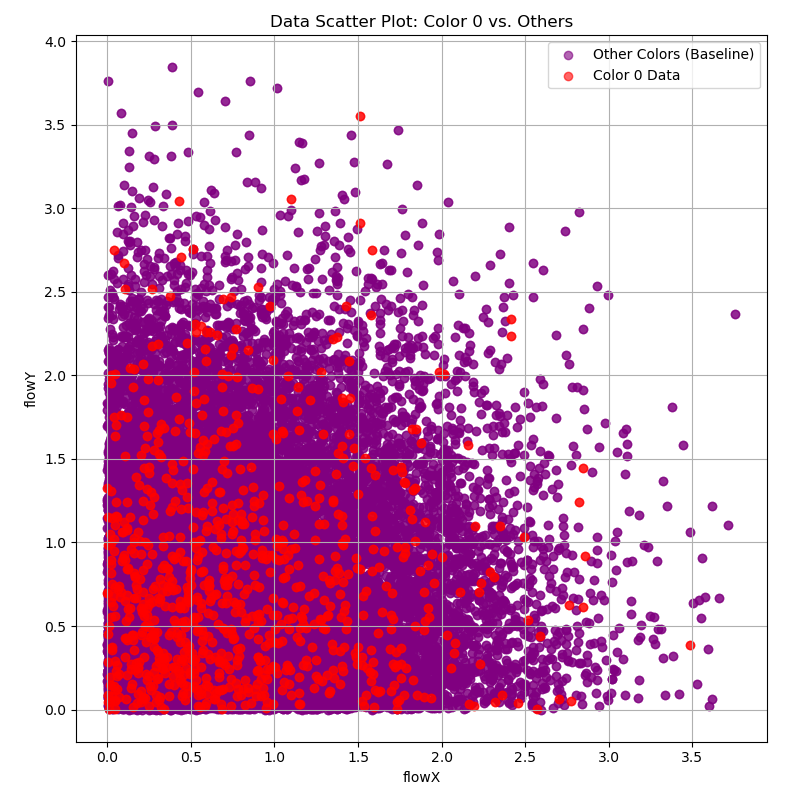 Data Scatter Plot: Color 0 vs. Others
Other Colors (Baseline)
Color 0 Data
4.0
3.5
3.0
2.5
2.0
1.5
1.0
0.5
0.0
flowY
0.0 0.5 1.0 1.5 2.0 2.5 3.0 3.5
flowX